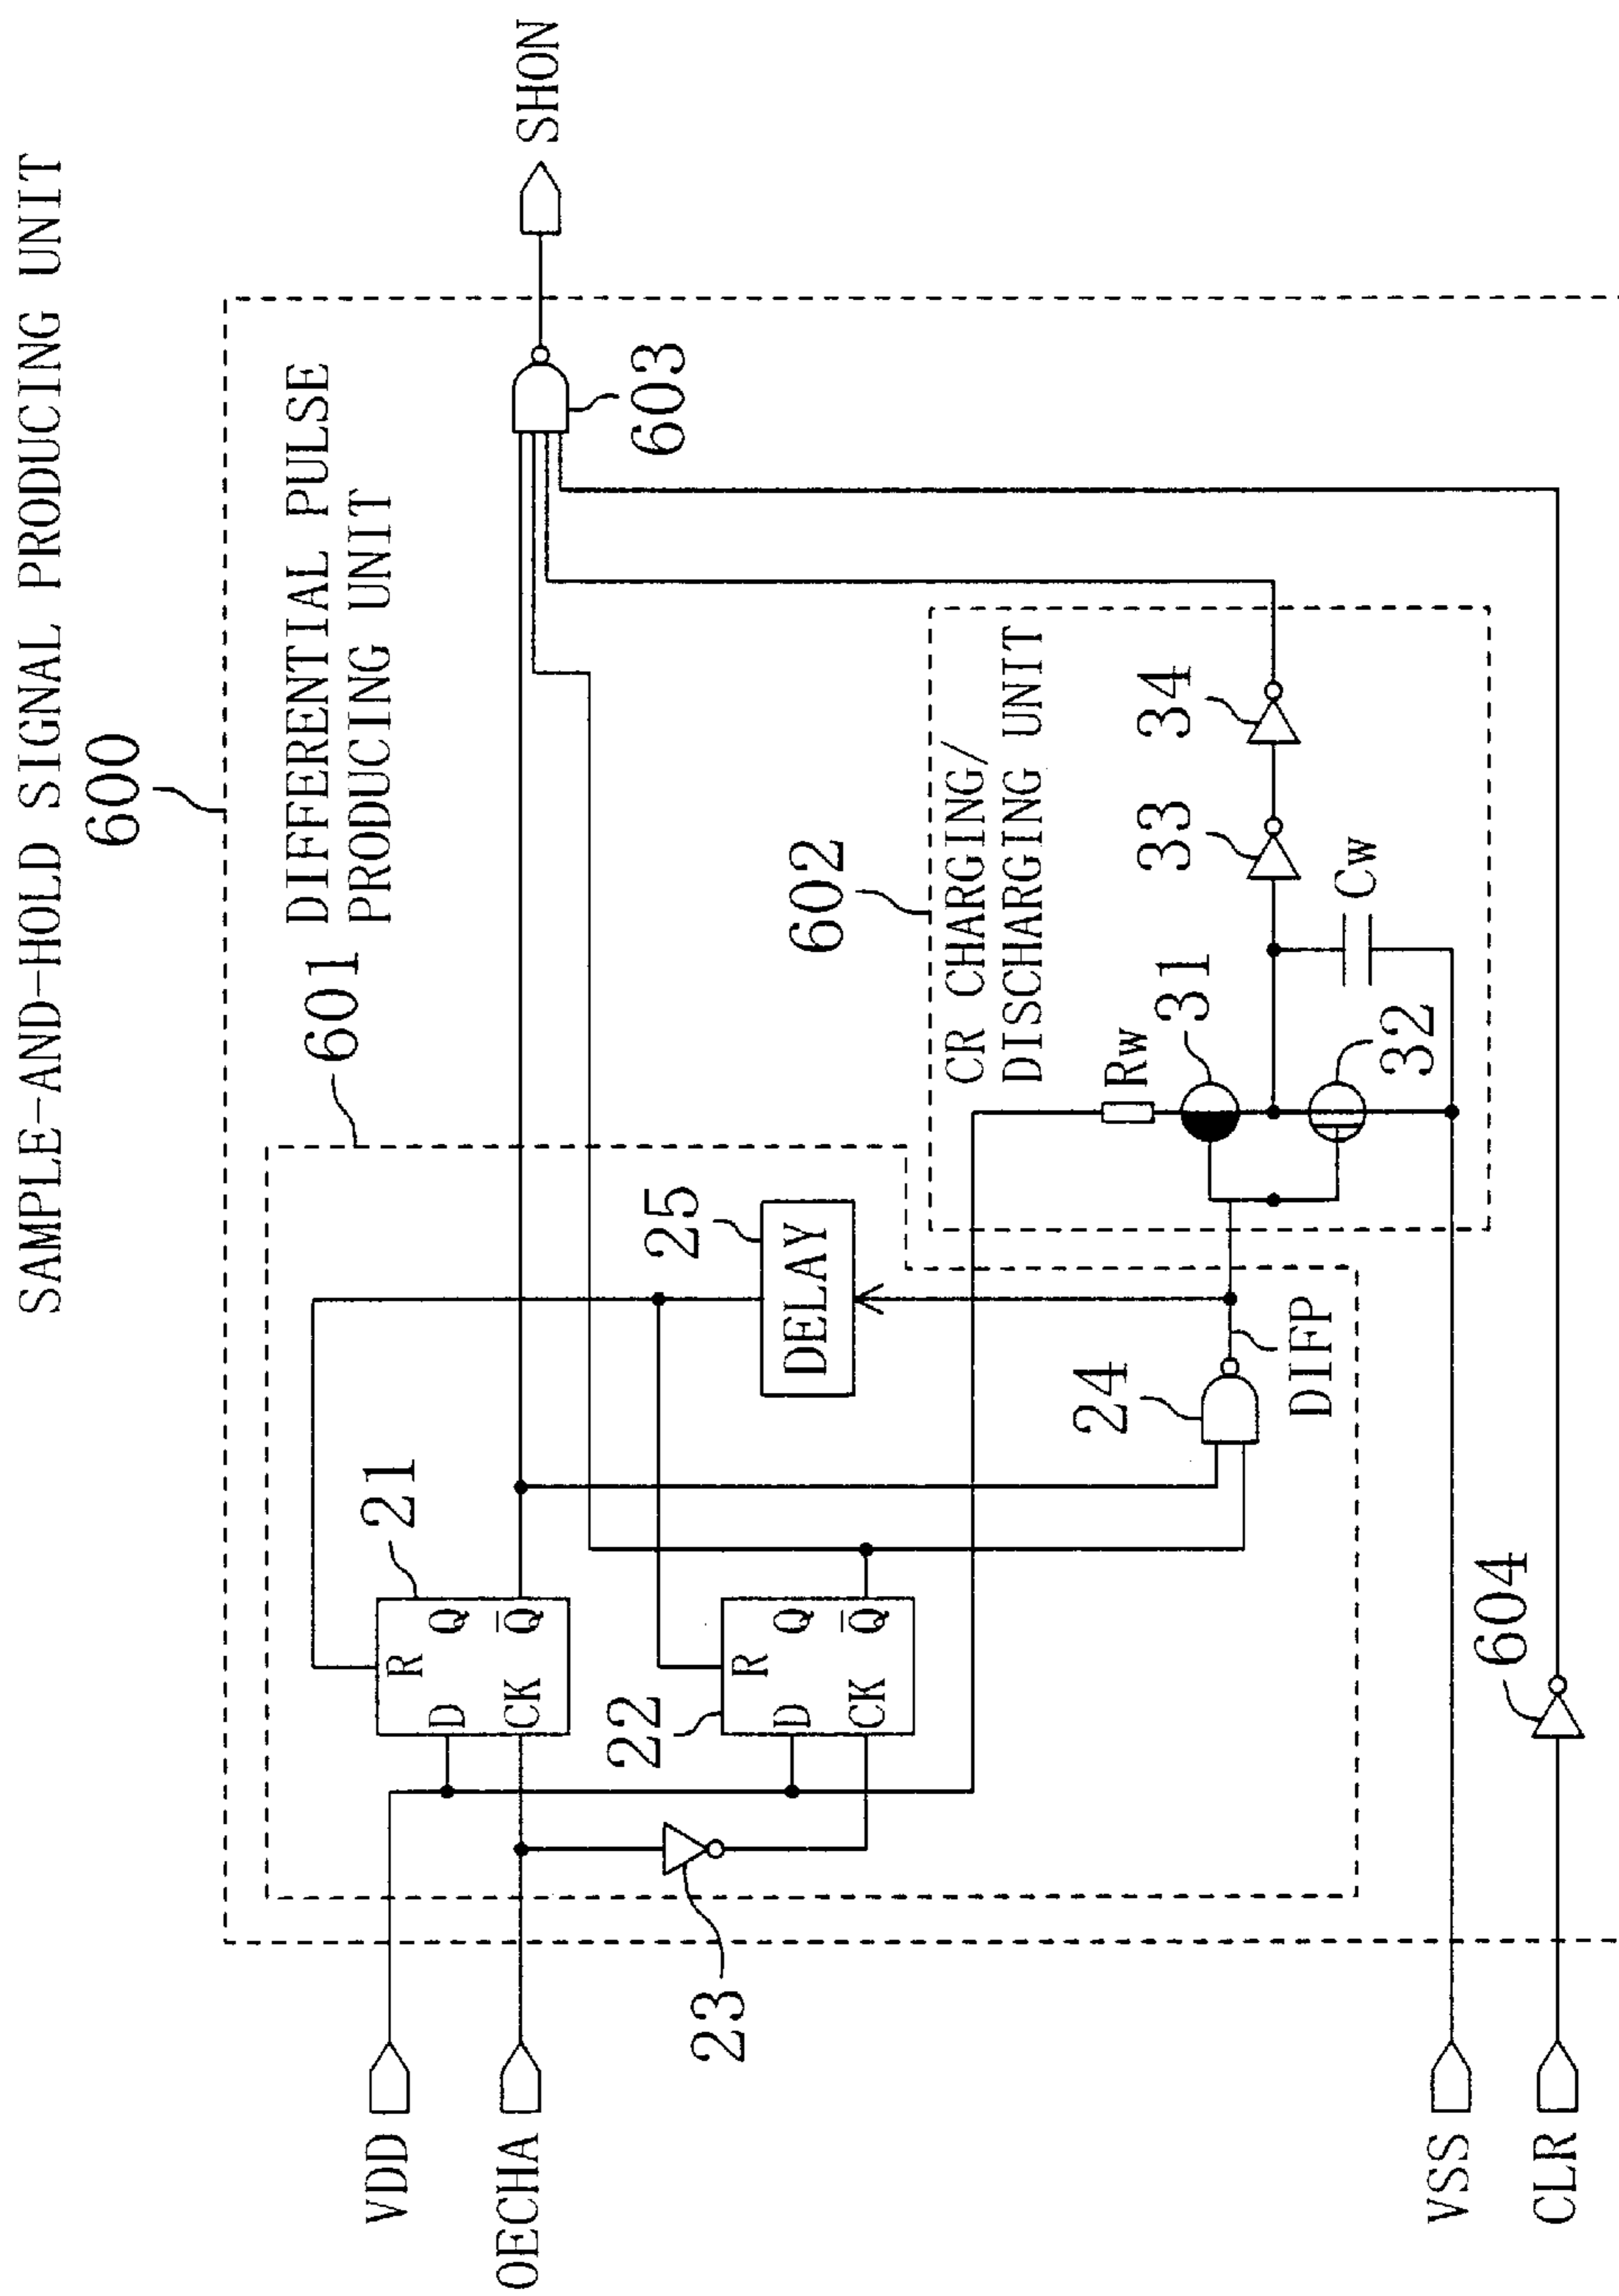 SAMPLE-AND-HOLD SIGNAL PRODUCING UNIT
600
601
DIFFERENTIAL PULSE
PRODUCING UNIT
VDD
OECHA
R
D
Q
CK
Q̅
21
22
R
D
Q
CK
Q̅
23
25
DELAY
24
DIFP
602
CR CHARGING/
DISCHARGING UNIT
Rw
31
32
33
34
Cw
603
SHON
VSS
CLR
604